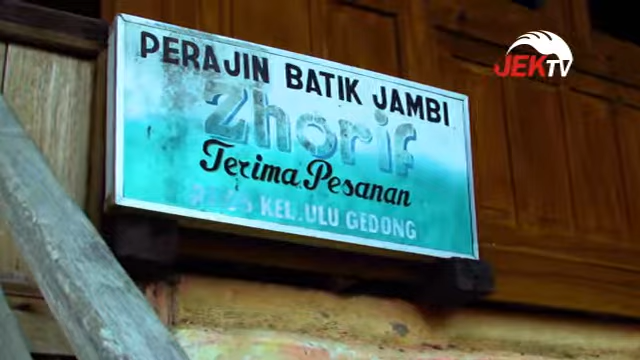 PERAJIN BATIK JAMBI
Zhorif
Terima Pesanan
KEL. ULU GEDONG
JEKTV